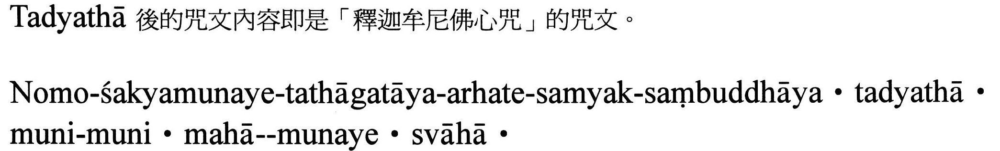 Tadyathā 後的咒文內容即是「釋迦牟尼佛心咒」的咒文。
Nomo-śakyamunaye-tathāgatāya-arhate-samyak-saṃbuddhāya・tadyathā・
muni-muni・mahā--munaye・svāhā・